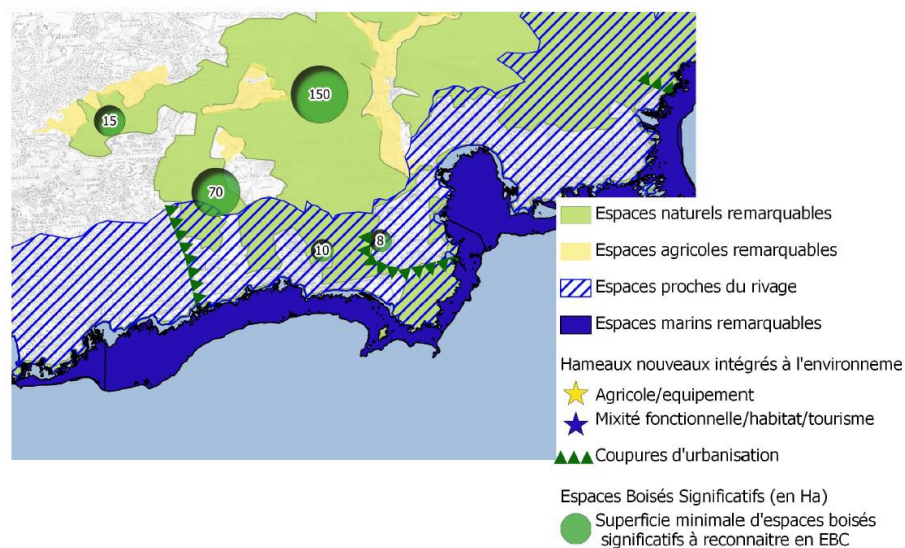 150
15
70
10
8
Espaces naturels remarquables
Espaces agricoles remarquables
Espaces proches du rivage
Espaces marins remarquables
Hameaux nouveaux intégrés à l'environneme
Agricole/equipement
Mixité fonctionnelle/habitat/tourisme
Coupures d'urbanisation
Espaces Boisés Significatifs (en Ha)
Superficie minimale d'espaces boisés
significatifs à reconnaitre en EBC